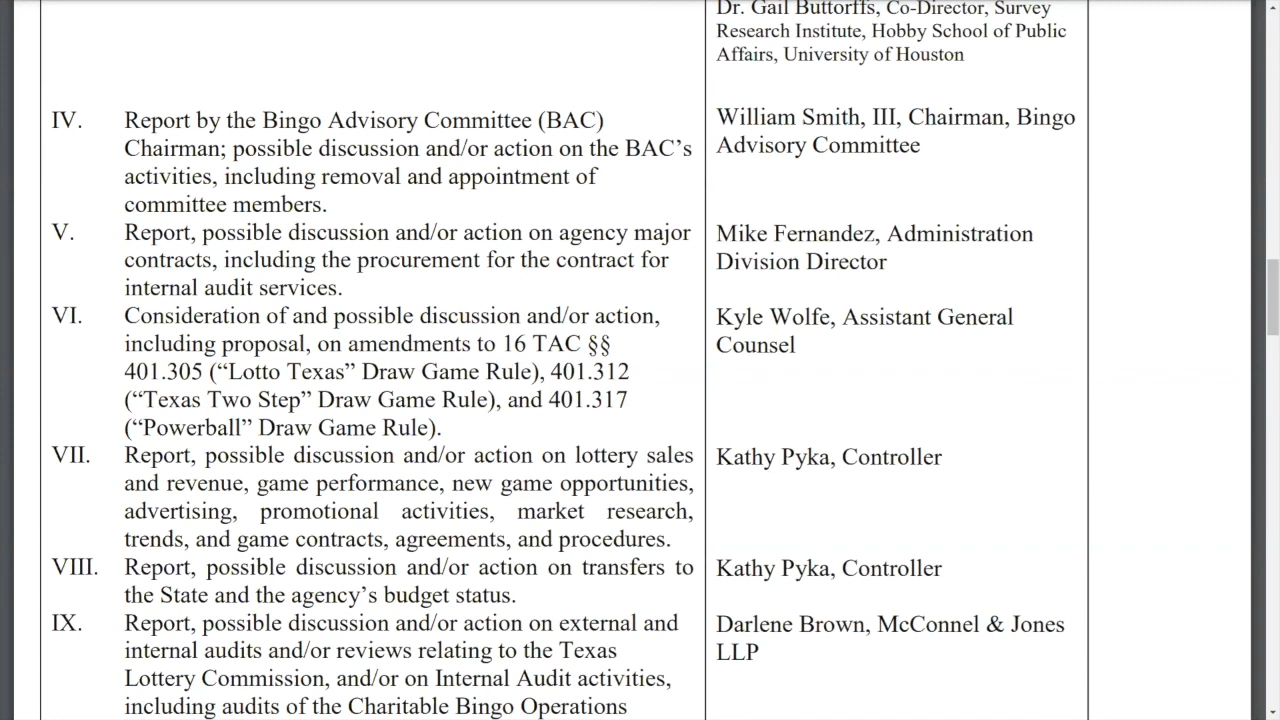 Dr. Gail Buttorffs, Co-Director, Survey
Research Institute, Hobby School of Public
Affairs, University of Houston
IV. Report by the Bingo Advisory Committee (BAC)
Chairman; possible discussion and/or action on the BAC’s
activities, including removal and appointment of
committee members.
William Smith, III, Chairman, Bingo
Advisory Committee
V. Report, possible discussion and/or action on agency major
contracts, including the procurement for the contract for
internal audit services.
Mike Fernandez, Administration
Division Director
VI. Consideration of and possible discussion and/or action,
including proposal, on amendments to 16 TAC §§
401.305 (“Lotto Texas” Draw Game Rule), 401.312
(“Texas Two Step” Draw Game Rule), and 401.317
(“Powerball” Draw Game Rule).
Kyle Wolfe, Assistant General
Counsel
VII. Report, possible discussion and/or action on lottery sales
and revenue, game performance, new game opportunities,
advertising, promotional activities, market research,
trends, and game contracts, agreements, and procedures.
Kathy Pyka, Controller
VIII. Report, possible discussion and/or action on transfers to
the State and the agency’s budget status.
Kathy Pyka, Controller
IX. Report, possible discussion and/or action on external and
internal audits and/or reviews relating to the Texas
Lottery Commission, and/or on Internal Audit activities,
including audits of the Charitable Bingo Operations
Darlene Brown, McConnel & Jones
LLP